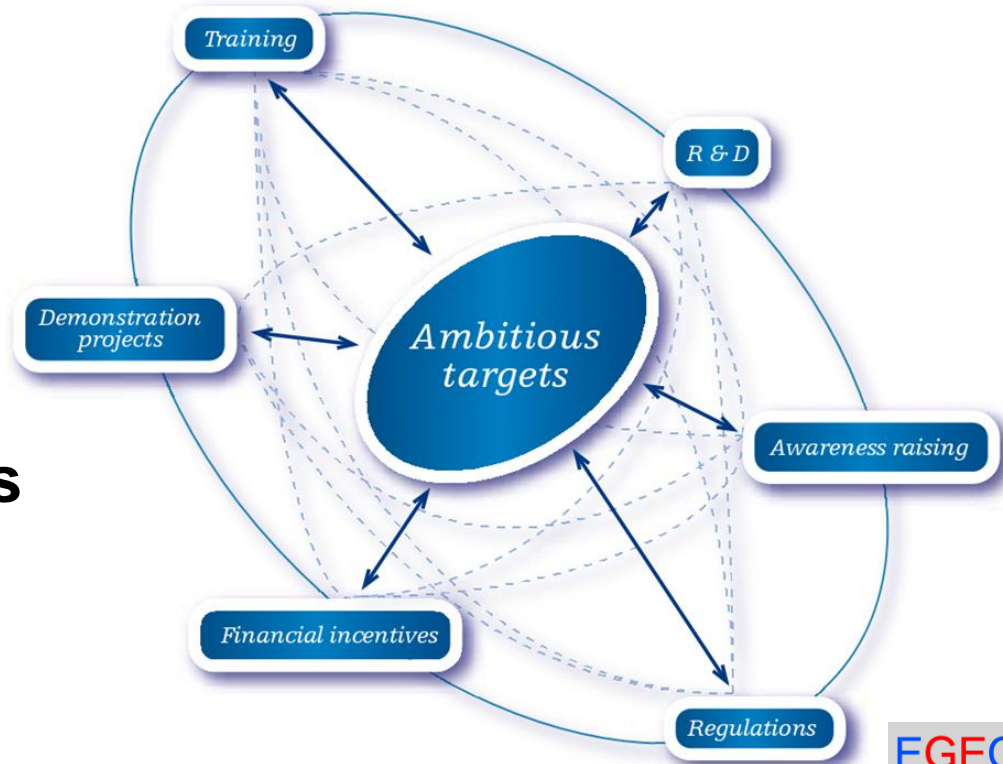 Training
R & D
Ambitious
targets
Demonstration
projects
Awareness raising
Financial incentives
Regulations